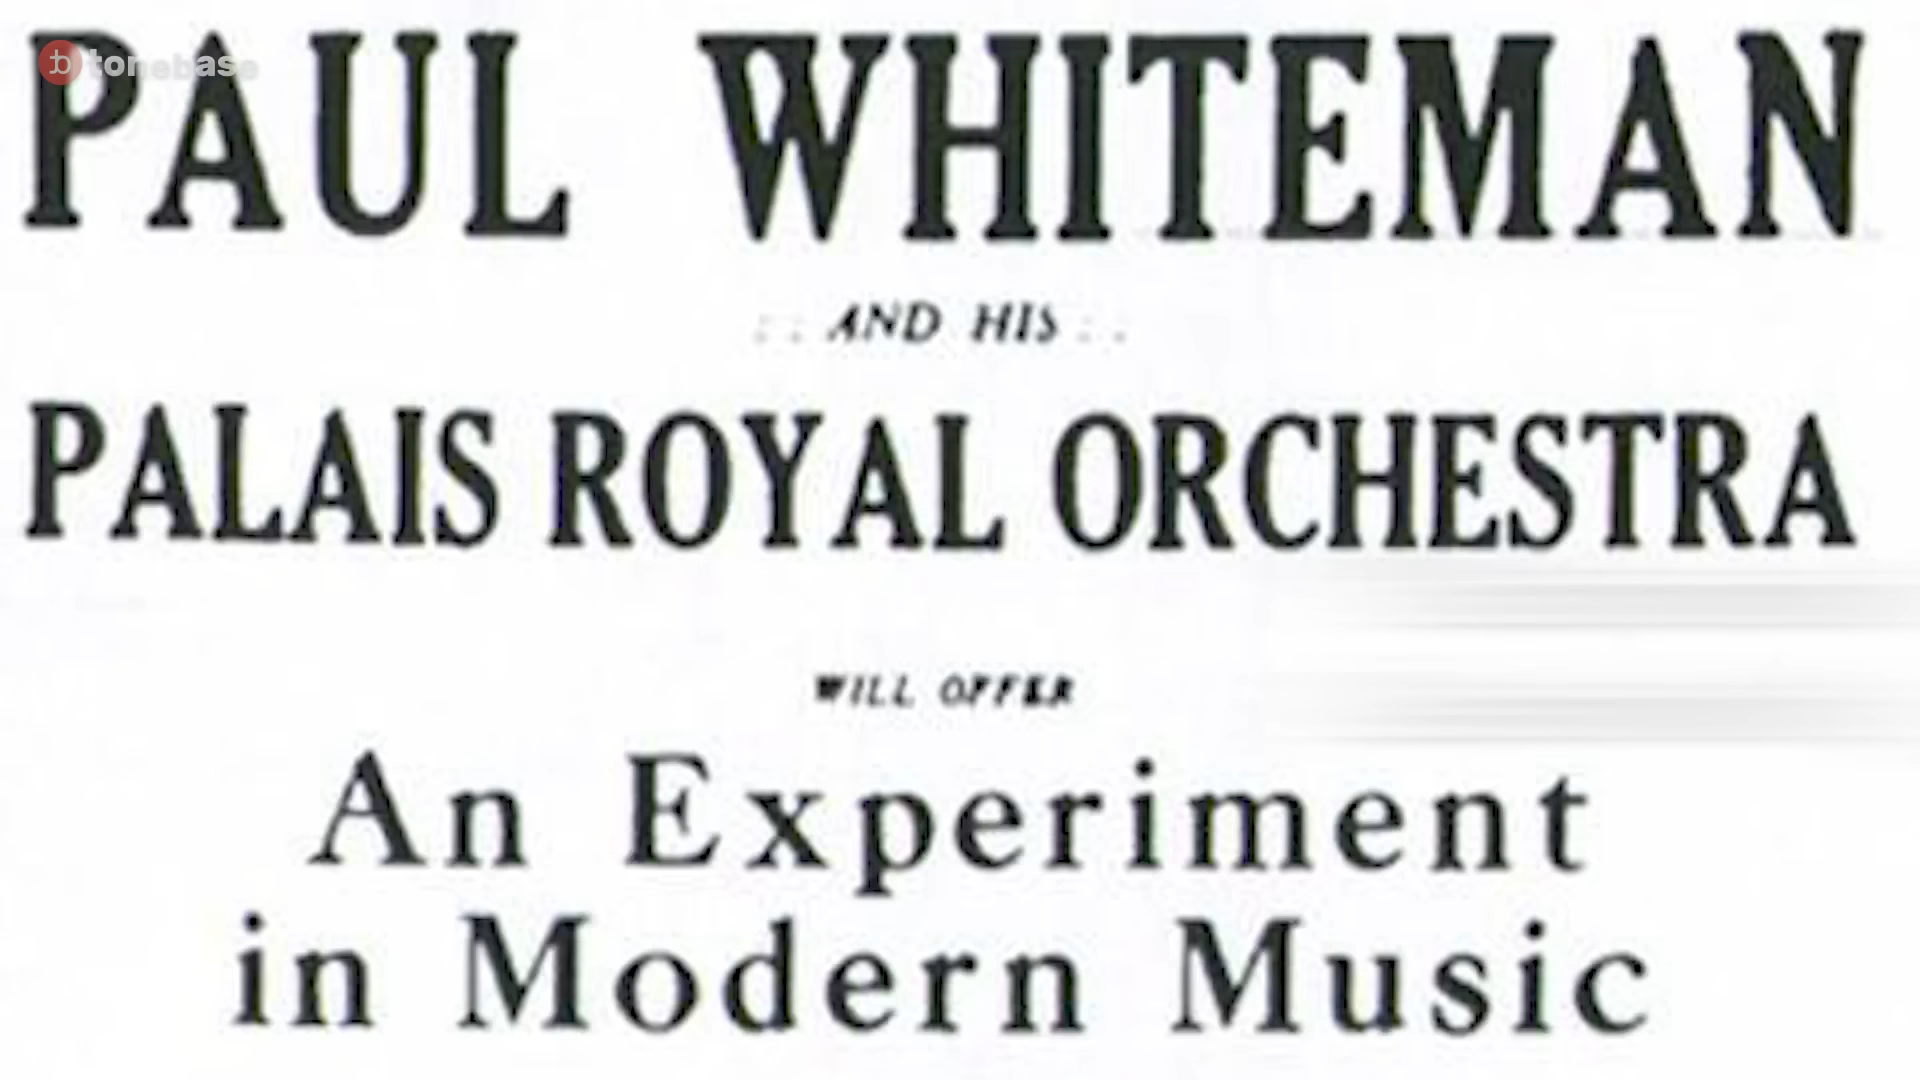 tonebase
PAUL WHITEMAN
: : AND HIS : :
PALAIS ROYAL ORCHESTRA
WILL OFFER
An Experiment
in Modern Music